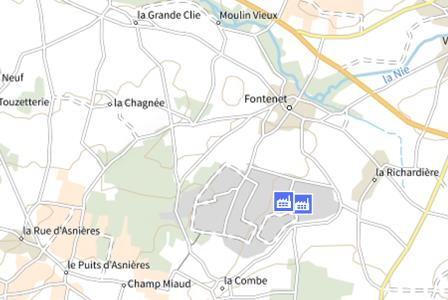 la Grande Clie
Moulin Vieux
la Nie
Neuf
Touzetterie
la Chagnée
Fontenet
la Richardière
la Rue d'Asnières
le Puits d'Asnières
Champ Miaud
la Combe